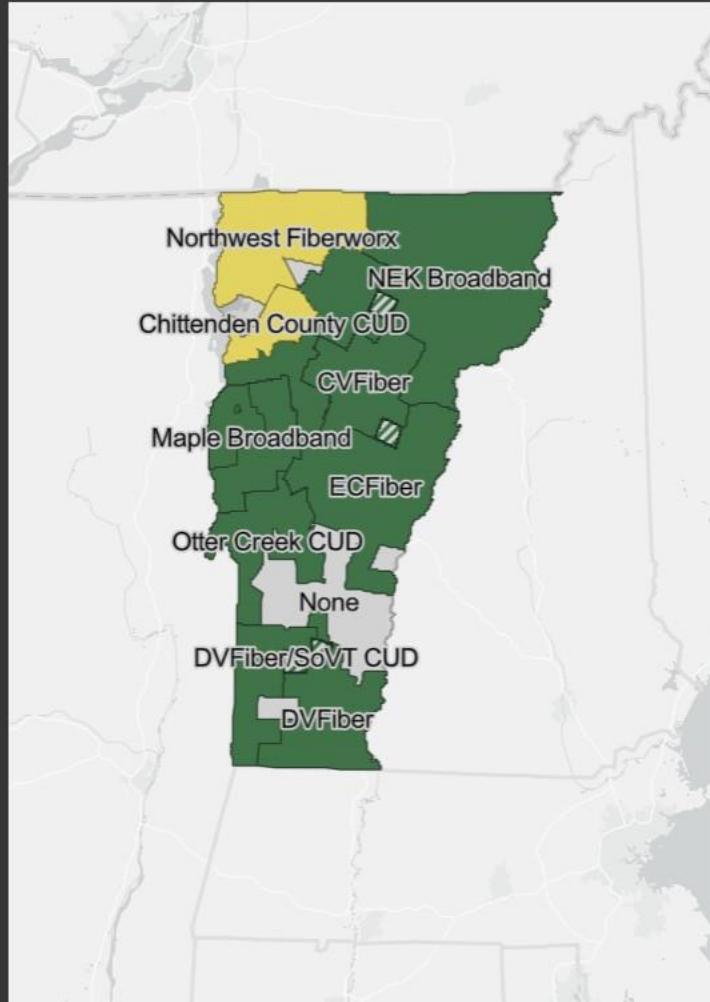 Northwest Fiberworx
NEK Broadband
Chittenden County CUD
CVFiber
Maple Broadband
ECFiber
Otter Creek CUD
None
DVFiber/SoVT CUD
DVFiber